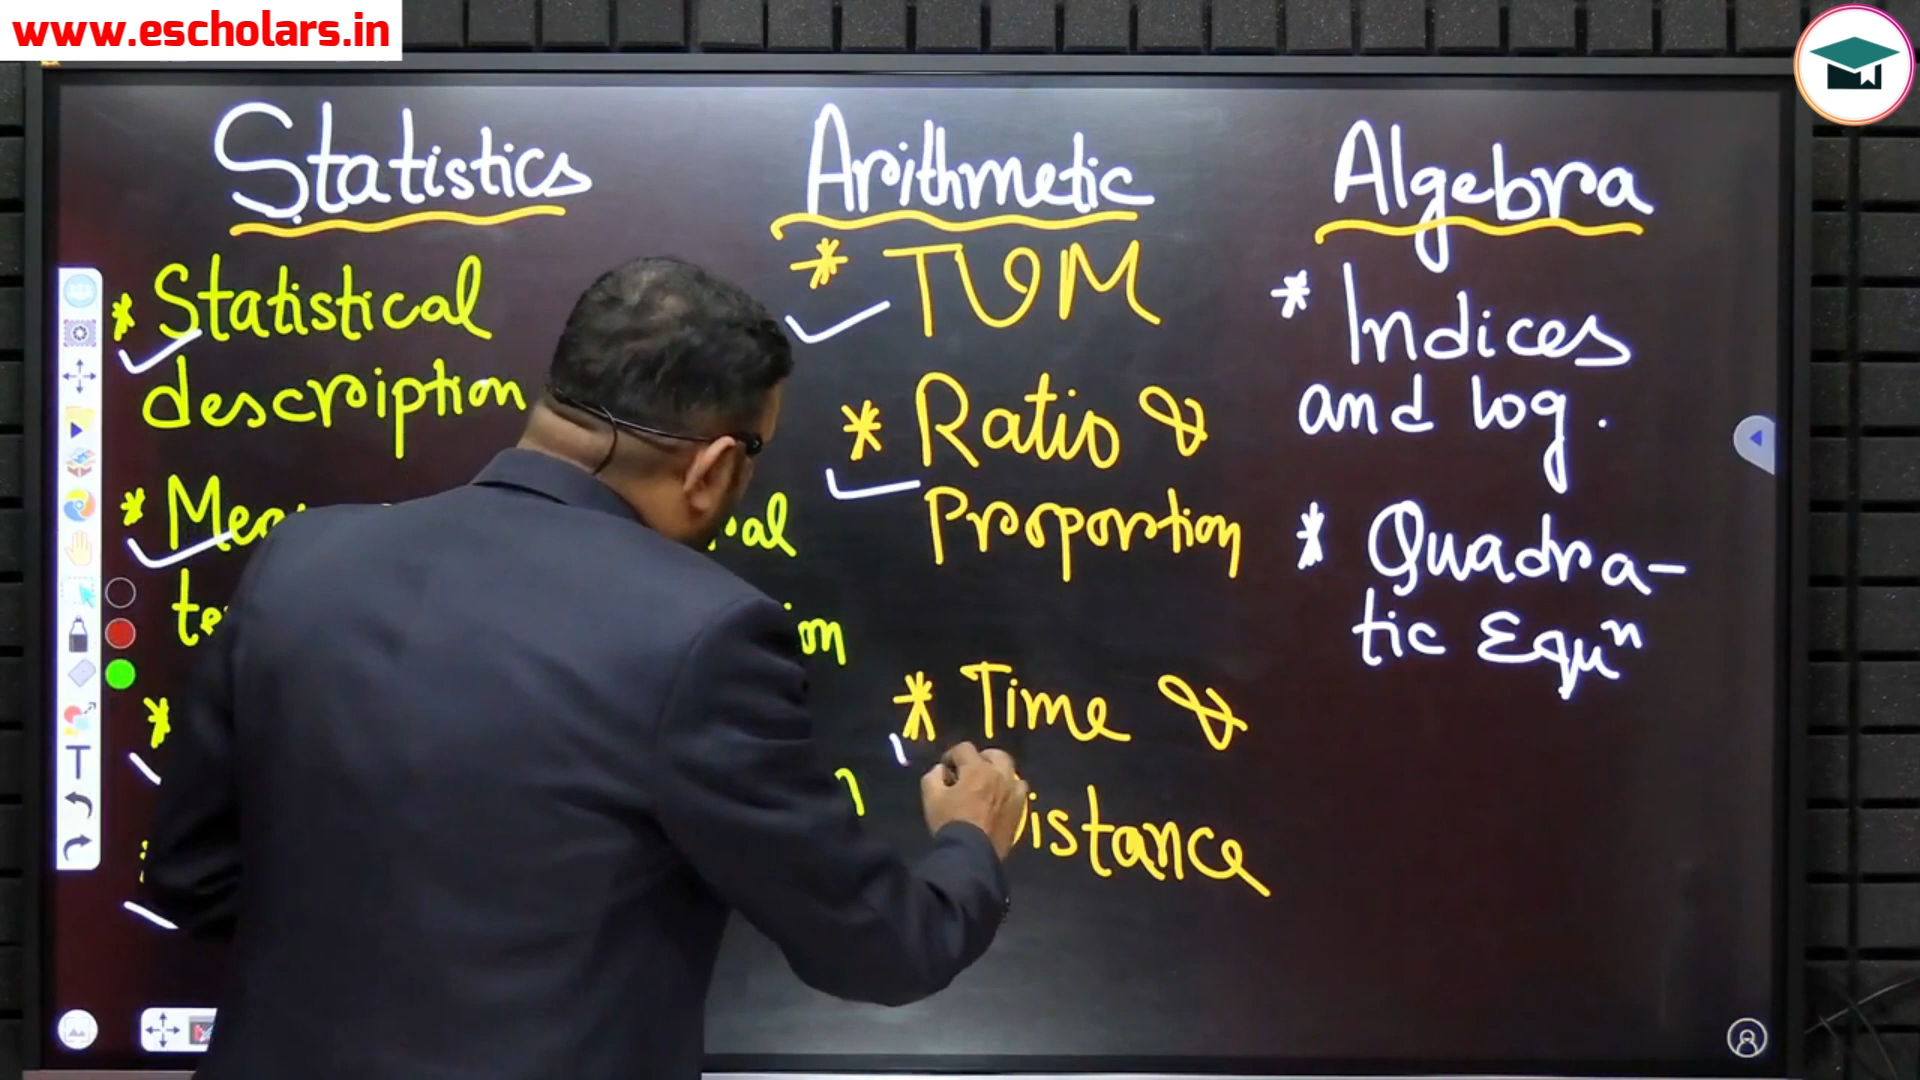 www.escholars.in
Statistics
* Statistical
description
*
*
Arithmetic
* TVM
* Ratio &
Proportion
* Time &
istance
Algebra
* Indices
and log.
* Quadra-
tic Equⁿ